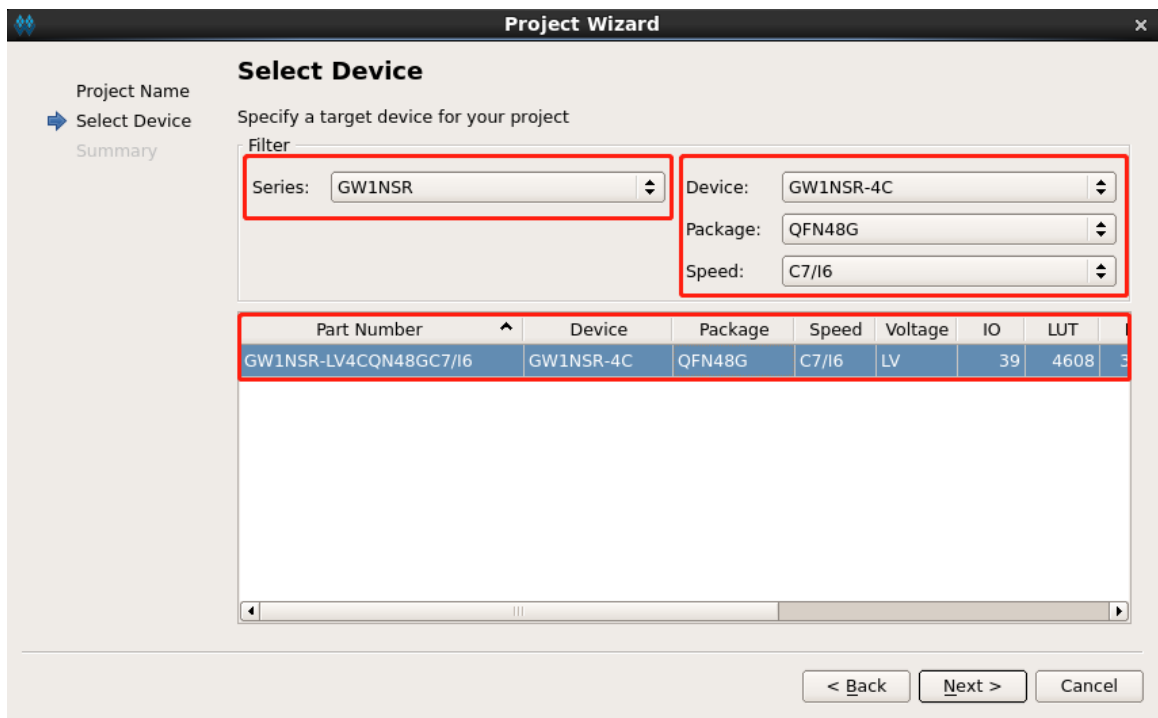 Project Wizard
Project Name
Select Device
Summary
Select Device
Specify a target device for your project
Filter
Series: GW1NSR
Device: GW1NSR-4C
Package: QFN48G
Speed: C7/I6
Part Number Device Package Speed Voltage IO LUT
GW1NSR-LV4CQN48GC7/I6 GW1NSR-4C QFN48G C7/I6 LV 39 4608
< Back Next > Cancel